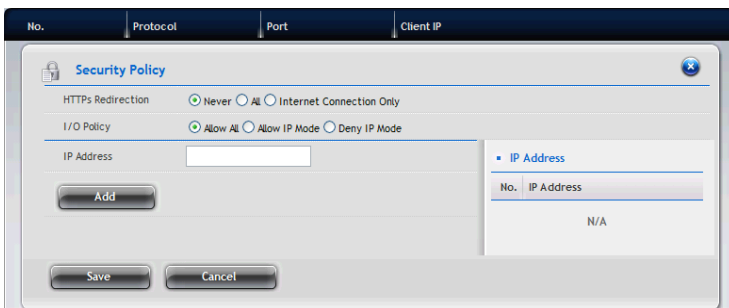 No. Protocol Port Client IP
Security Policy
HTTPs Redirection Never All Internet Connection Only
I/O Policy Allow All Allow IP Mode Deny IP Mode
IP Address
Add
IP Address
No. IP Address
N/A
Save Cancel